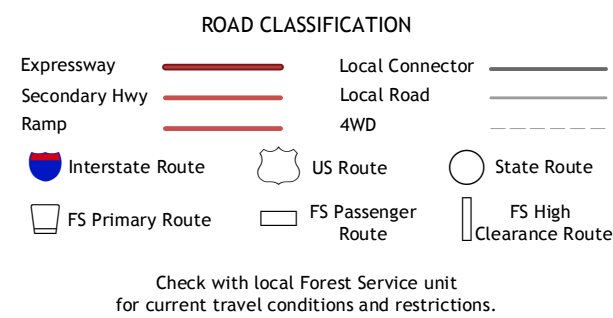 ROAD CLASSIFICATION
Expressway
Local Connector
Secondary Hwy
Local Road
Ramp
4WD
Interstate Route
US Route
State Route
FS Primary Route
FS Passenger
Route
FS High
Clearance Route
Check with local Forest Service unit
for current travel conditions and restrictions.